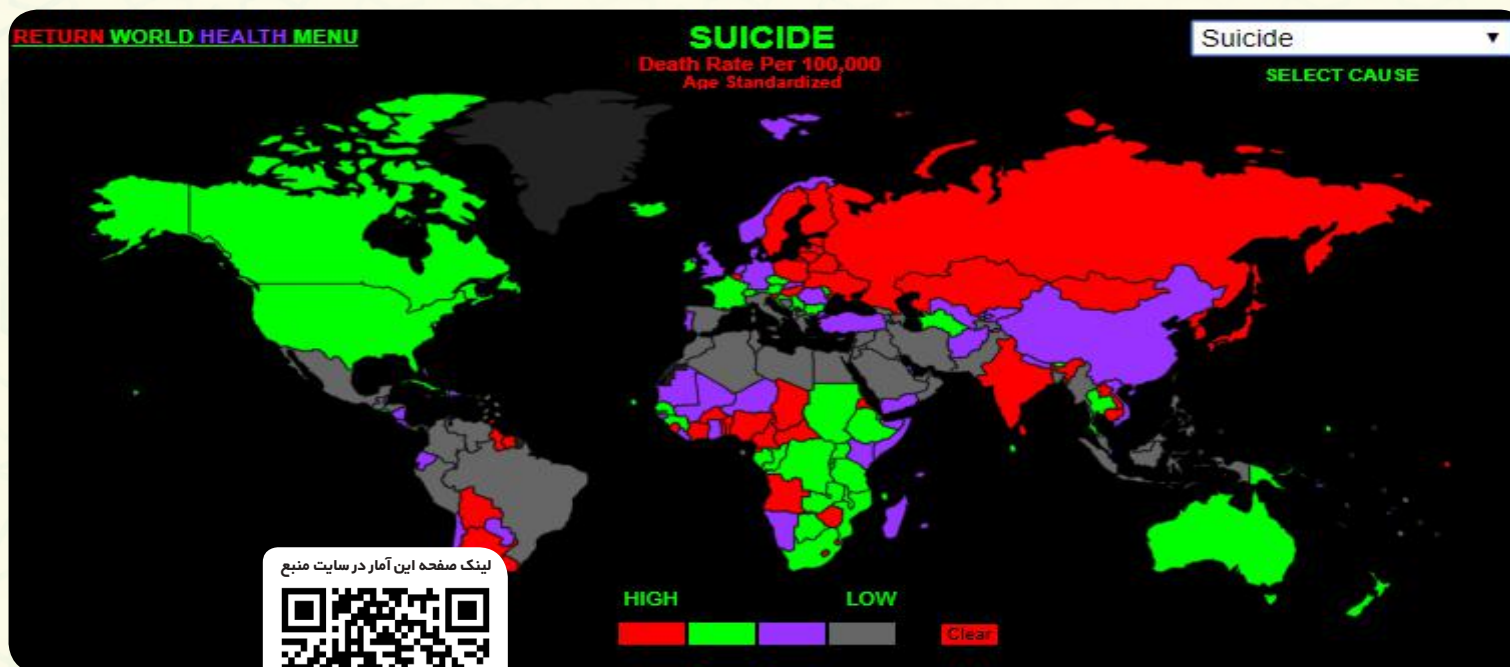 RETURN WORLD HEALTH MENU
SUICIDE
Death Rate Per 100,000
Age Standardized
Suicide
SELECT CAUSE
لینک صفحه این آمار در سایت منبع
HIGH LOW
Clear